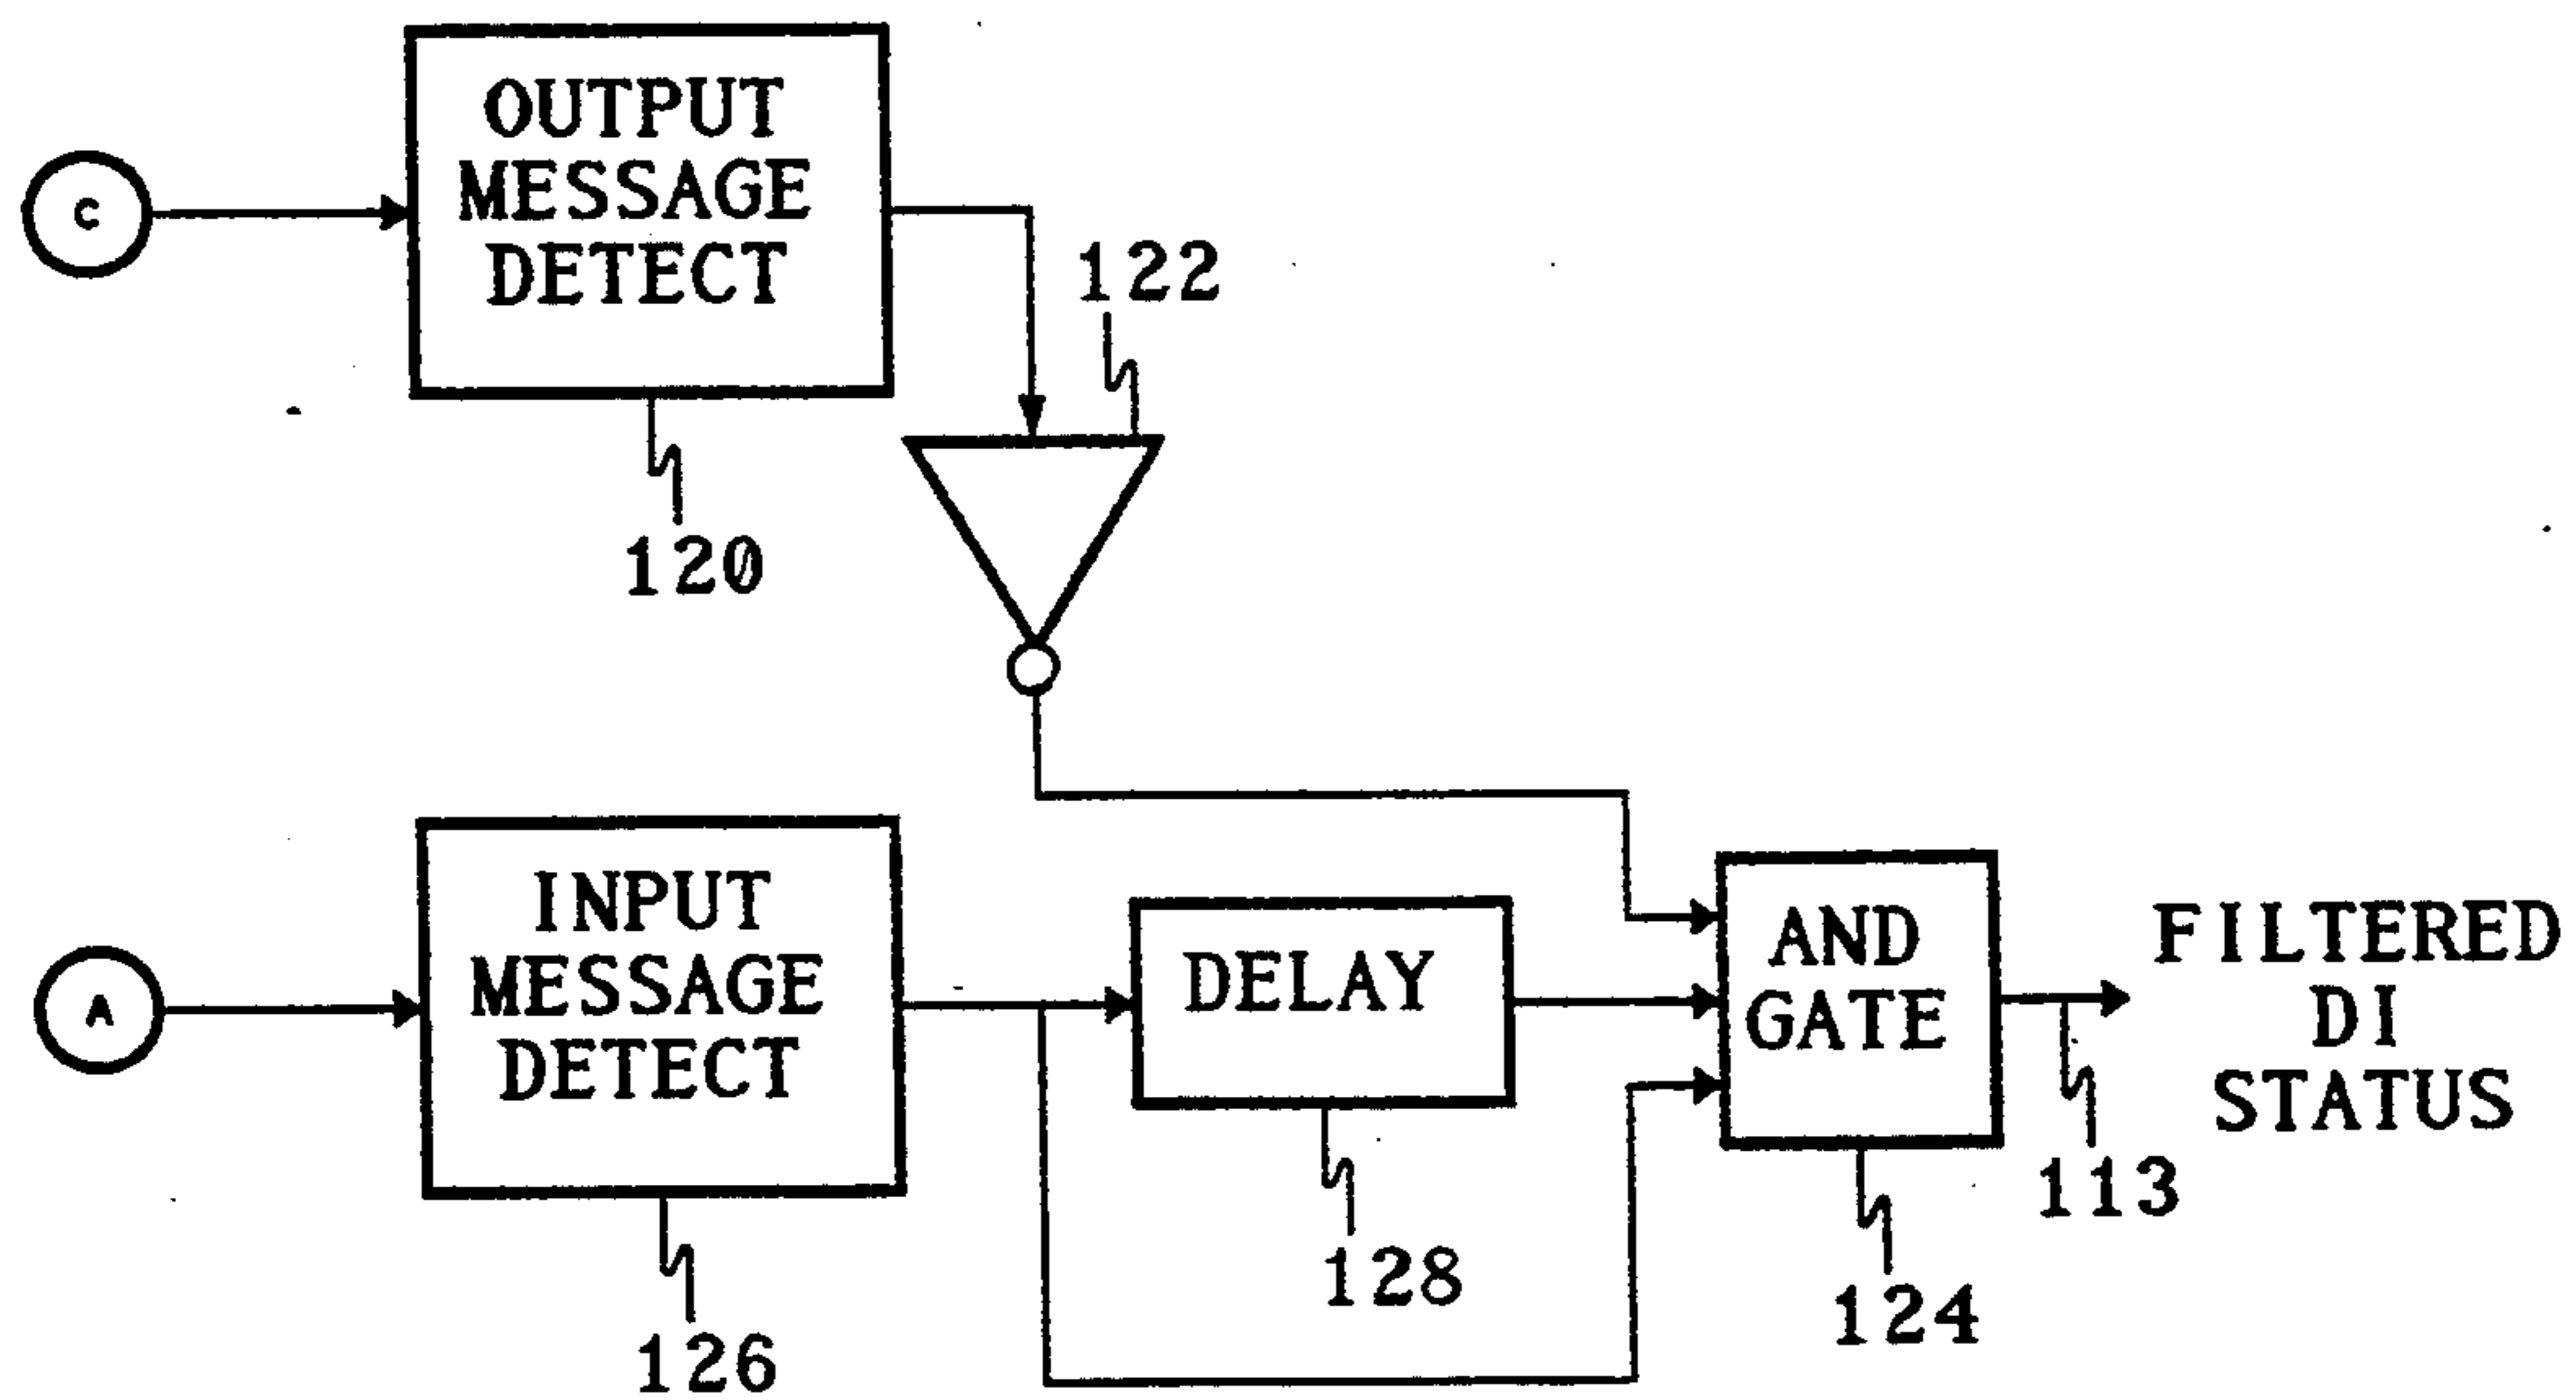 C
OUTPUT
MESSAGE
DETECT
122
120
A
INPUT
MESSAGE
DETECT
DELAY
AND
GATE
FILTERED
DI
STATUS
113
128
124
126